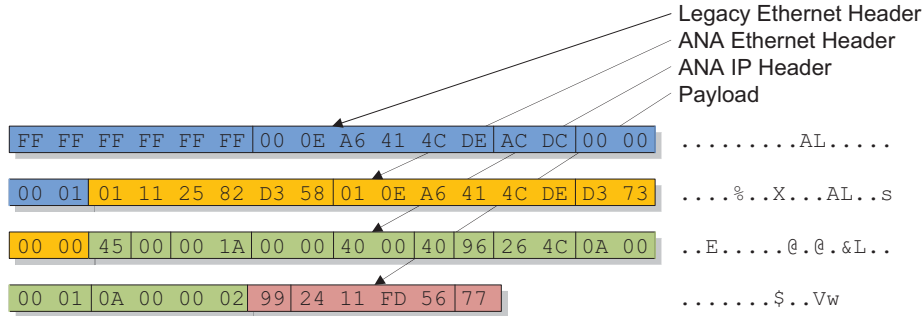 Legacy Ethernet Header
ANA Ethernet Header
ANA IP Header
Payload
FF FF FF FF FF FF 00 0E A6 41 4C DE AC DC 00 00 .........AL.....
00 01 01 11 25 82 D3 58 01 0E A6 41 4C DE D3 73 ....%..X...AL..s
00 00 45 00 00 1A 00 00 40 00 40 96 26 4C 0A 00 ..E.....@.@.&L..
00 01 0A 00 00 02 99 24 11 FD 56 77 .......$..Vw